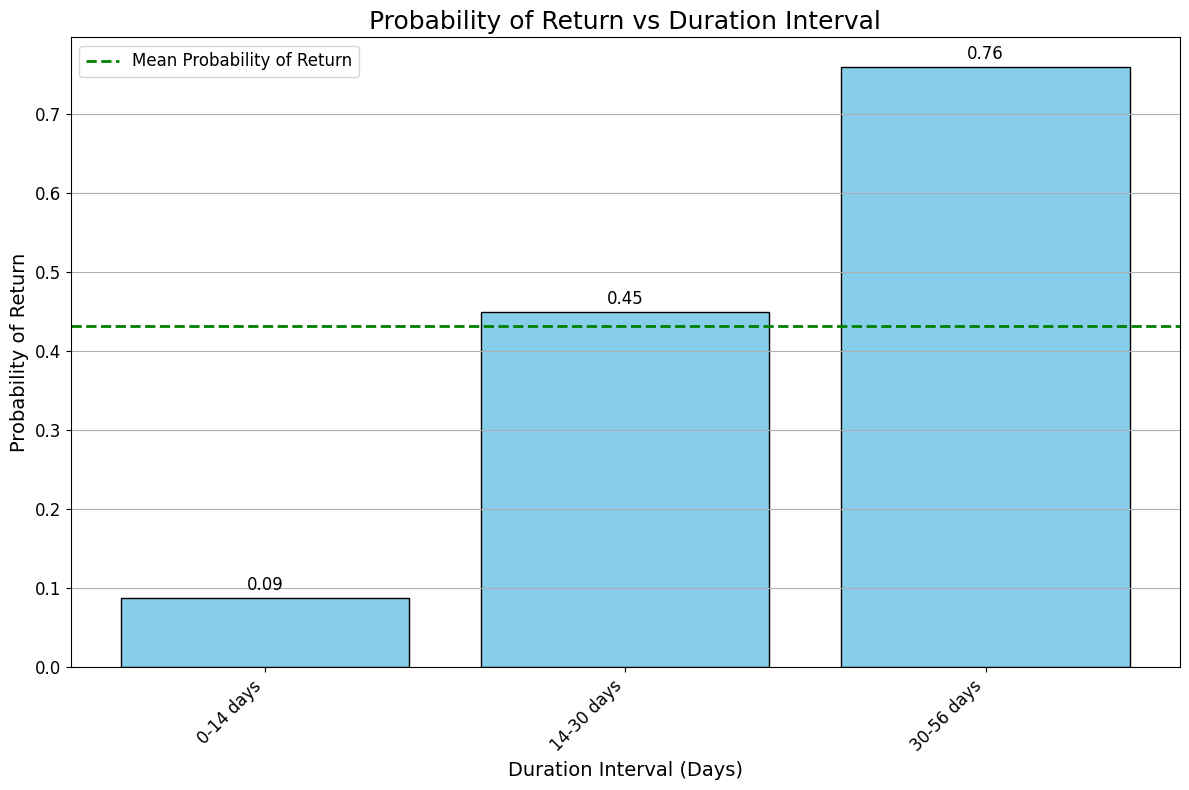 Probability of Return vs Duration Interval
Mean Probability of Return
Probability of Return
0.7
0.6
0.5
0.4
0.3
0.2
0.1
0.0
0.09
0.45
0.76
0-14 days
14-30 days
30-56 days
Duration Interval (Days)